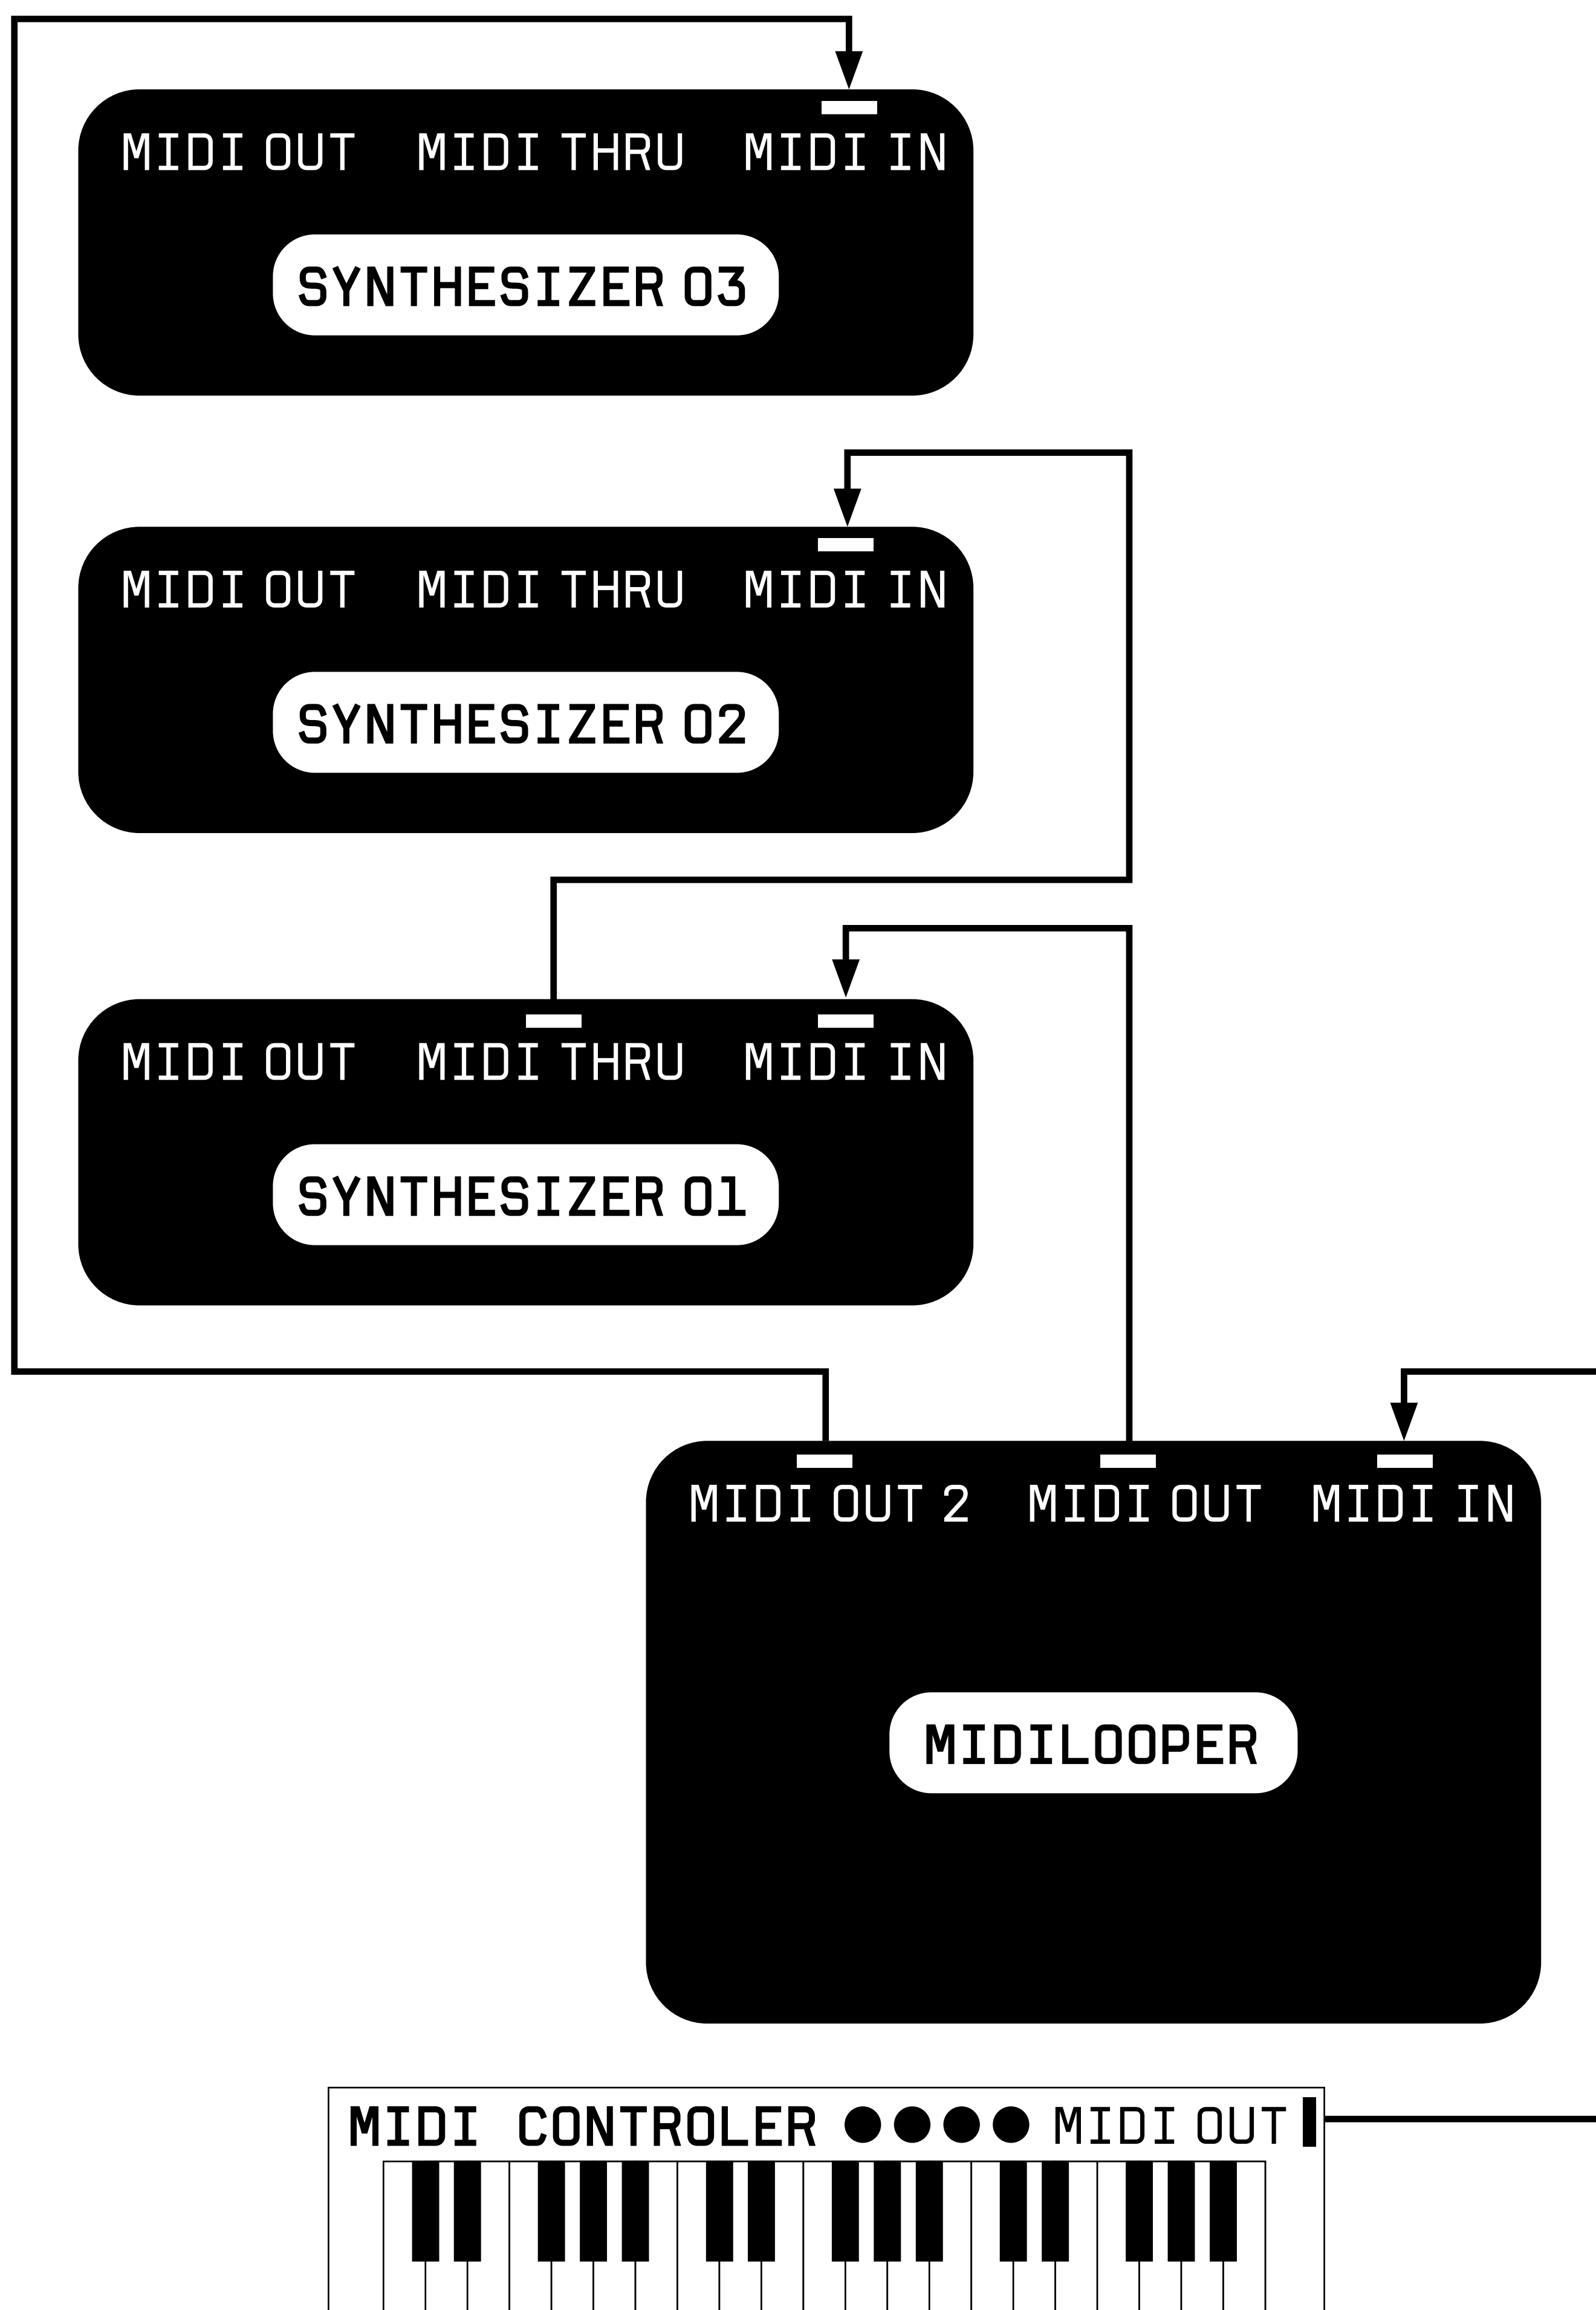 MIDI OUT MIDI THRU MIDI IN
SYNTHESIZER 03
MIDI OUT MIDI THRU MIDI IN
SYNTHESIZER 02
MIDI OUT MIDI THRU MIDI IN
SYNTHESIZER 01
MIDI OUT 2 MIDI OUT MIDI IN
MIDILOOPER
MIDI CONTROLER MIDI OUT